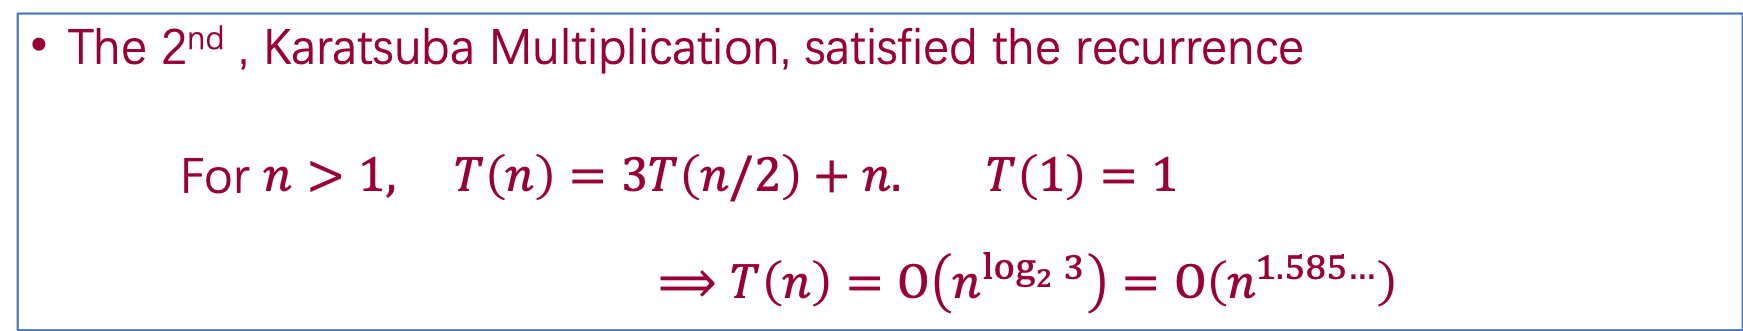 • The 2ⁿᵈ , Karatsuba Multiplication, satisfied the recurrence
For n > 1, T(n) = 3T(n/2) + n. T(1) = 1
⟹ T(n) = O(n^{log₂ 3}) = O(n^{1.585...})